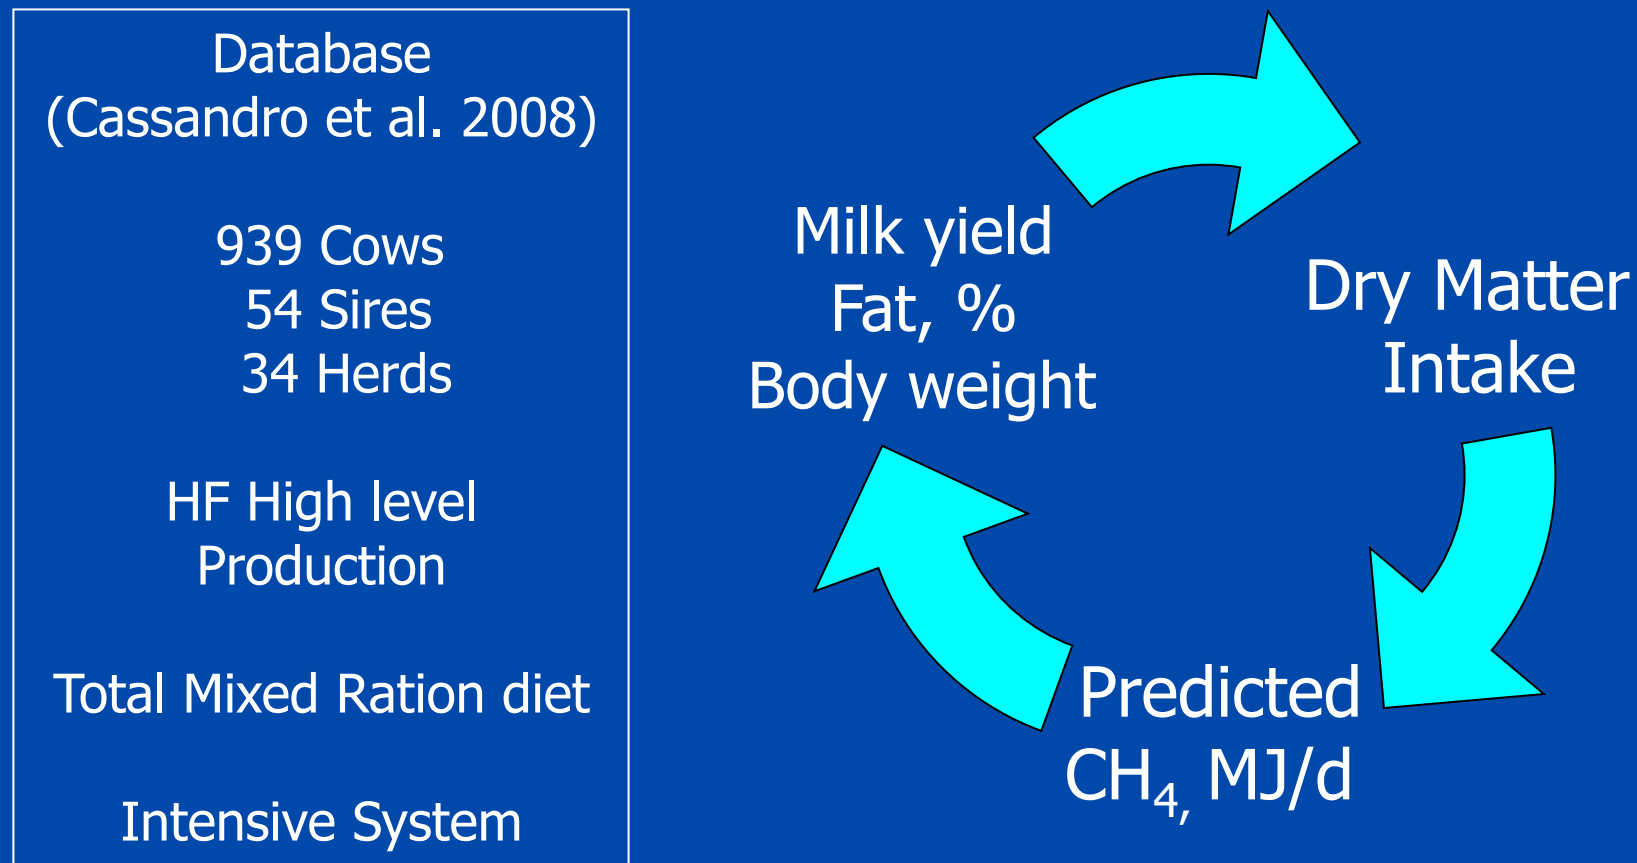 Database
(Cassandro et al. 2008)
939 Cows
54 Sires
34 Herds
HF High level
Production
Total Mixed Ration diet
Intensive System
Milk yield
Fat, %
Body weight
Dry Matter
Intake
Predicted
CH₄, MJ/d